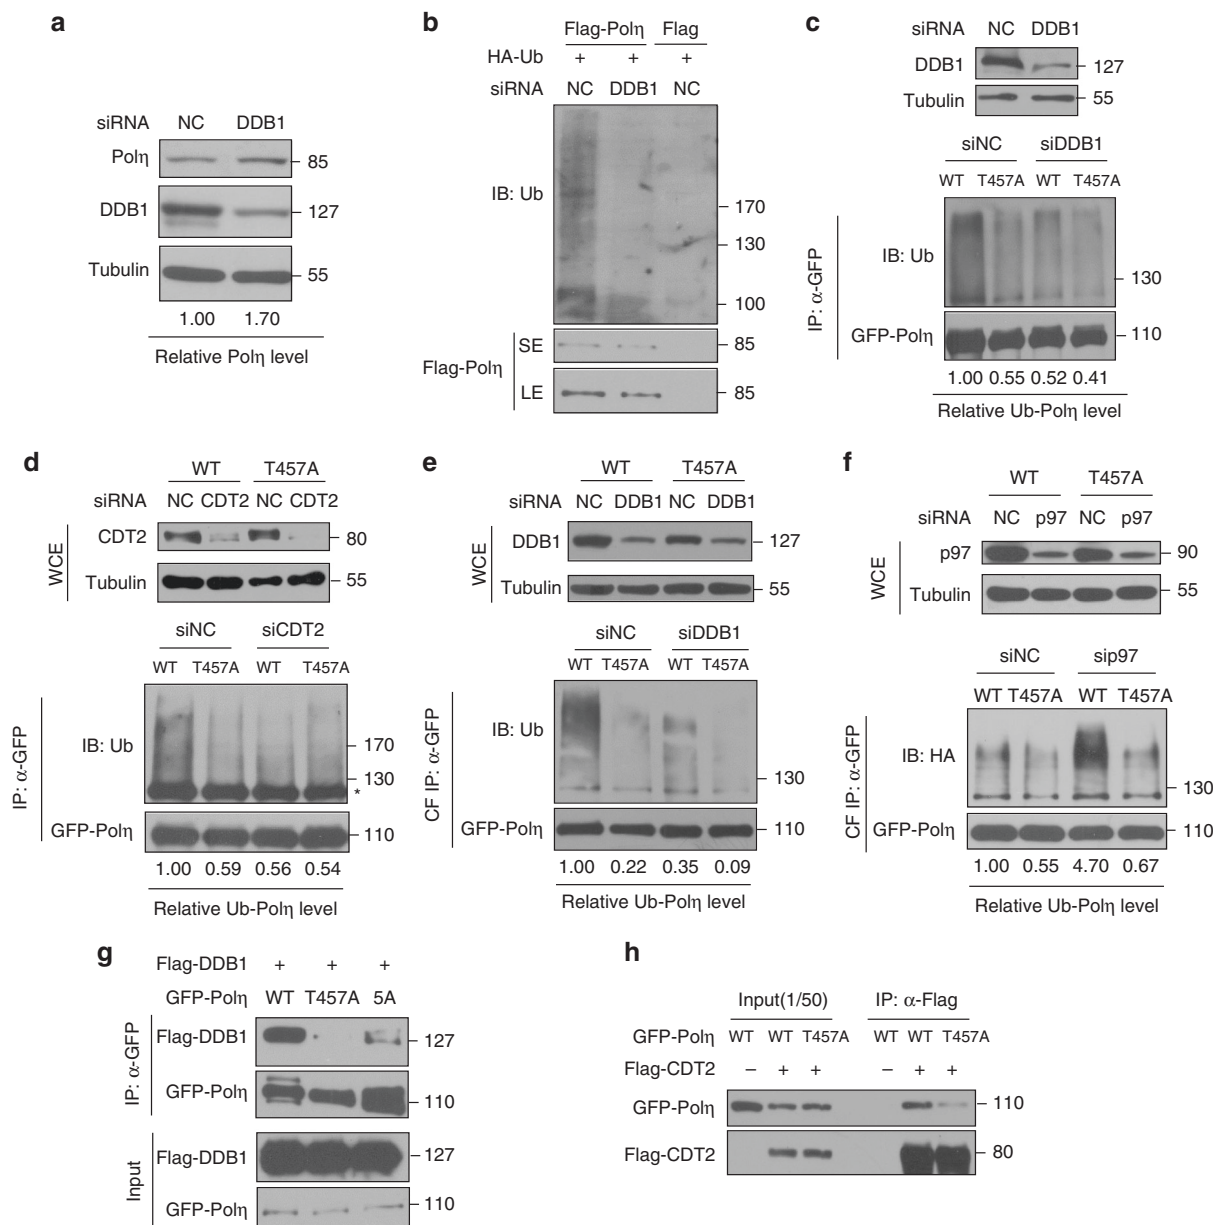 a
siRNA NC DDB1
Polη 85
DDB1 127
Tubulin 55
1.00 1.70
Relative Polη level
b
Flag-Polη Flag
HA-Ub + + +
siRNA NC DDB1 NC
IB: Ub
170
130
100
Flag-Polη
SE 85
LE 85
c
siRNA NC DDB1
DDB1 127
Tubulin 55
siNC siDDB1
WT T457A WT T457A
IP: α-GFP
IB: Ub
130
GFP-Polη 110
1.00 0.55 0.52 0.41
Relative Ub-Polη level
d
WT T457A
siRNA NC CDT2 NC CDT2
WCE
CDT2 80
Tubulin 55
siNC siCDT2
WT T457A WT T457A
IP: α-GFP
IB: Ub
170
130
*
GFP-Polη 110
1.00 0.59 0.56 0.54
Relative Ub-Polη level
e
WT T457A
siRNA NC DDB1 NC DDB1
WCE
DDB1 127
Tubulin 55
siNC siDDB1
WT T457A WT T457A
CF IP: α-GFP
IB: Ub
130
GFP-Polη 110
1.00 0.22 0.35 0.09
Relative Ub-Polη level
f
WT T457A
siRNA NC p97 NC p97
WCE
p97 90
Tubulin 55
siNC sip97
WT T457A WT T457A
CF IP: α-GFP
IB: HA
130
GFP-Polη 110
1.00 0.55 4.70 0.67
Relative Ub-Polη level
g
Flag-DDB1 + + +
GFP-Polη WT T457A 5A
IP: α-GFP
Flag-DDB1 127
GFP-Polη 110
Input
Flag-DDB1 127
GFP-Polη 110
h
Input(1/50) IP: α-Flag
GFP-Polη WT WT T457A WT WT T457A
Flag-CDT2 − + + − + +
GFP-Polη 110
Flag-CDT2 80